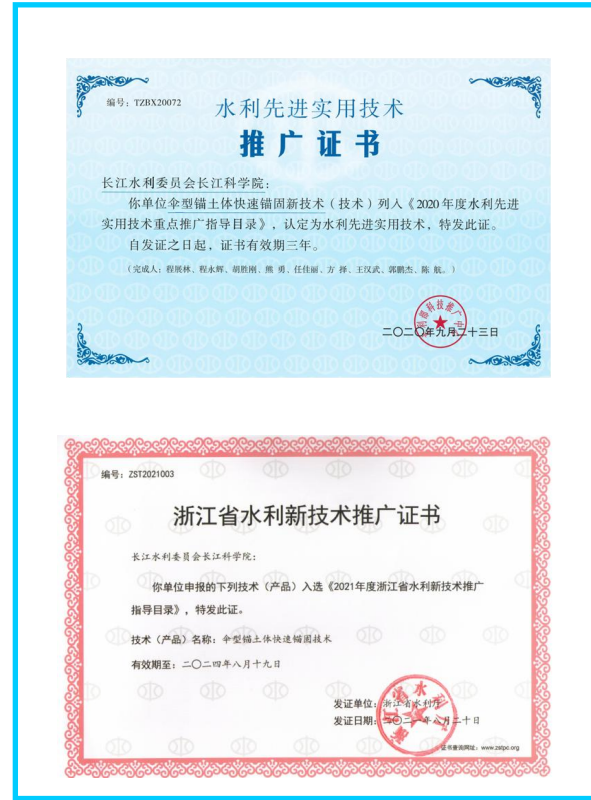 编号：TZBX20072
水利先进实用技术
推广证书
长江水利委员会长江科学院：
你单位伞型锚土体快速锚固新技术（技术）列入《2020年度水利先进
实用技术重点推广指导目录》，认定为水利先进实用技术，特发此证。
自发证之日起，证书有效期三年。
（完成人：程展林、程永辉、胡胜刚、熊 勇、任佳丽、方 择、王汉武、郭鹏杰、陈 航。）
二〇二〇年九月二十三日
编号：ZST2021003
浙江省水利新技术推广证书
长江水利委员会长江科学院：
你单位申报的下列技术（产品）入选《2021年度浙江省水利新技术推广
指导目录》，特发此证。
技术（产品）名称：伞型锚土体快速锚固技术
有效期至：二〇二四年八月十九日
发证单位：浙江省水利厅
发证日期：二〇二一年八月二十日
证书查询网址：www.zstpc.org